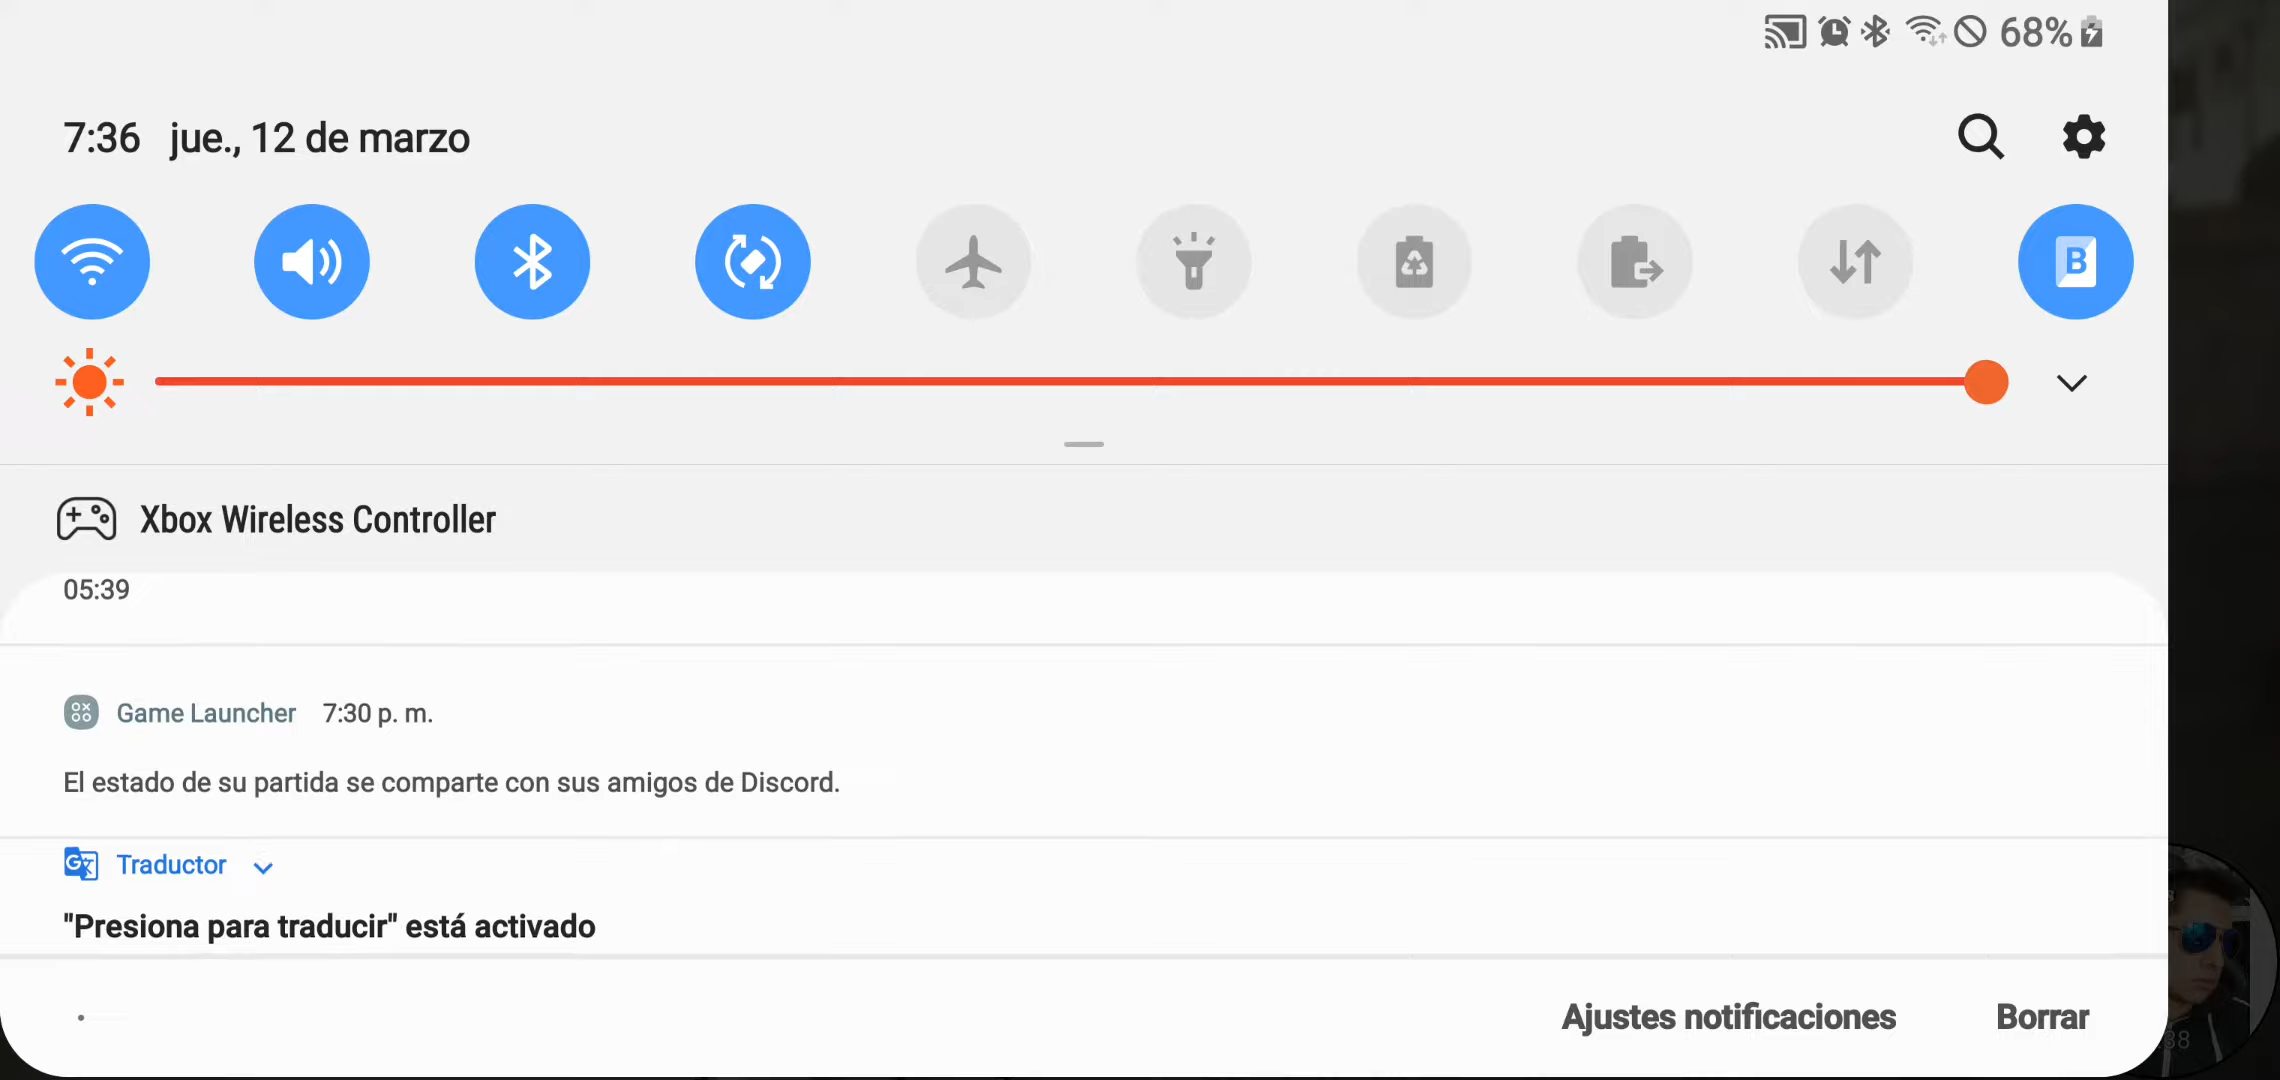 68%
7:36 jue., 12 de marzo
B
Xbox Wireless Controller
05:39
Game Launcher 7:30 p. m.
El estado de su partida se comparte con sus amigos de Discord.
Traductor
"Presiona para traducir" está activado
Ajustes notificaciones Borrar